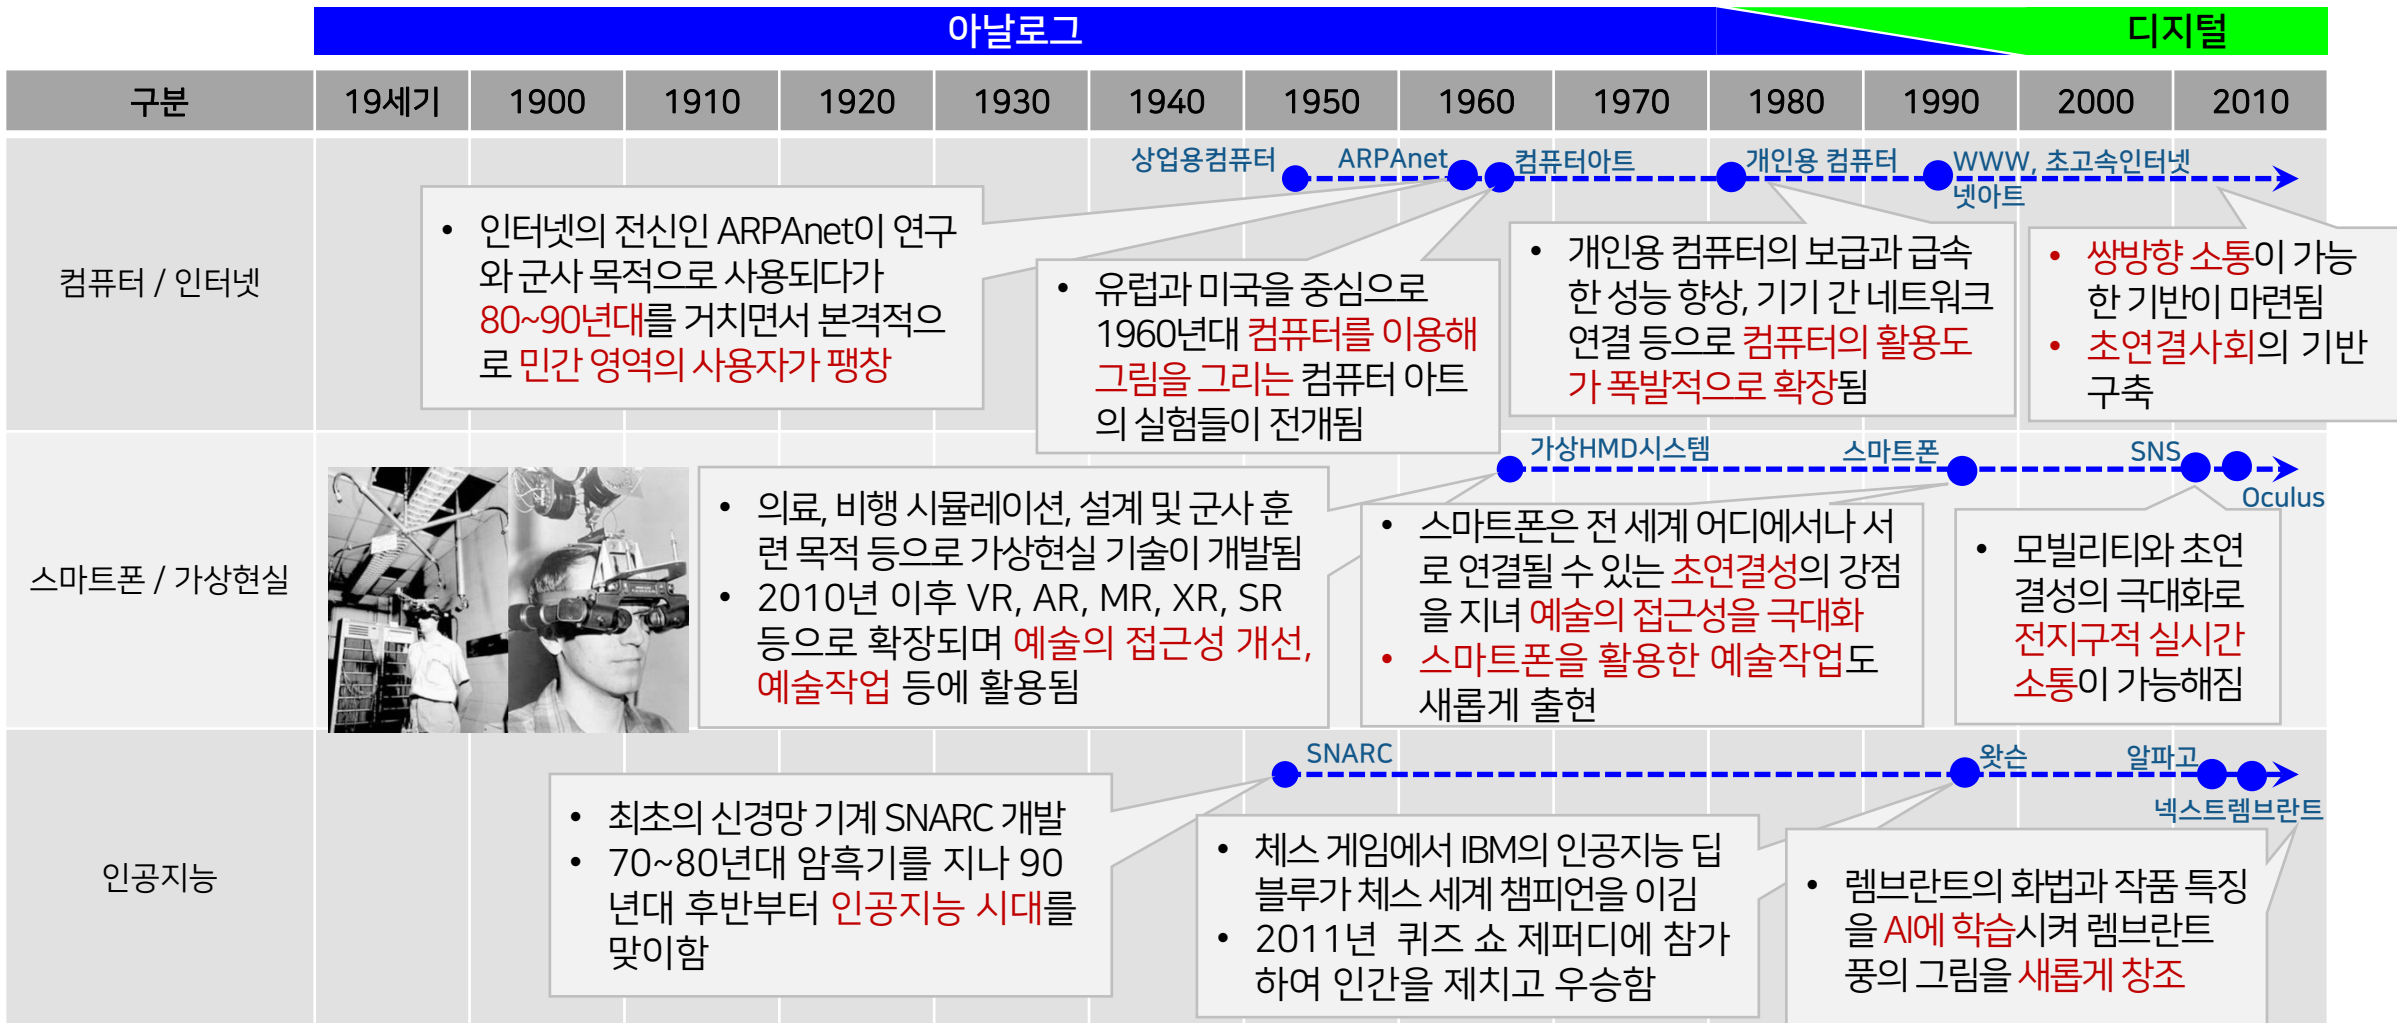 아날로그
디지털
구분
19세기
1900
1910
1920
1930
1940
1950
1960
1970
1980
1990
2000
2010
컴퓨터 / 인터넷
상업용컴퓨터
ARPAnet
컴퓨터아트
개인용 컴퓨터
WWW, 초고속인터넷
넷아트
• 인터넷의 전신인 ARPAnet이 연구
와 군사 목적으로 사용되다가
80~90년대를 거치면서 본격적으
로 민간 영역의 사용자가 팽창
• 유럽과 미국을 중심으로
1960년대 컴퓨터를 이용해
그림을 그리는 컴퓨터 아트
의 실험들이 전개됨
• 개인용 컴퓨터의 보급과 급속
한 성능 향상, 기기 간 네트워크
연결 등으로 컴퓨터의 활용도
가 폭발적으로 확장됨
• 쌍방향 소통이 가능
한 기반이 마련됨
• 초연결사회의 기반
구축
스마트폰 / 가상현실
가상HMD시스템
스마트폰
SNS
Oculus
• 의료, 비행 시뮬레이션, 설계 및 군사 훈
련 목적 등으로 가상현실 기술이 개발됨
• 2010년 이후 VR, AR, MR, XR, SR
등으로 확장되며 예술의 접근성 개선,
예술작업 등에 활용됨
• 스마트폰은 전 세계 어디에서나 서
로 연결될 수 있는 초연결성의 강점
을 지녀 예술의 접근성을 극대화
• 스마트폰을 활용한 예술작업도
새롭게 출현
• 모빌리티와 초연
결성의 극대화로
전지구적 실시간
소통이 가능해짐
인공지능
SNARC
왓슨
알파고
넥스트렘브란트
• 최초의 신경망 기계 SNARC 개발
• 70~80년대 암흑기를 지나 90
년대 후반부터 인공지능 시대를
맞이함
• 체스 게임에서 IBM의 인공지능 딥
블루가 체스 세계 챔피언을 이김
• 2011년 퀴즈 쇼 제퍼디에 참가
하여 인간을 제치고 우승함
• 렘브란트의 화법과 작품 특징
을 AI에 학습시켜 렘브란트
풍의 그림을 새롭게 창조